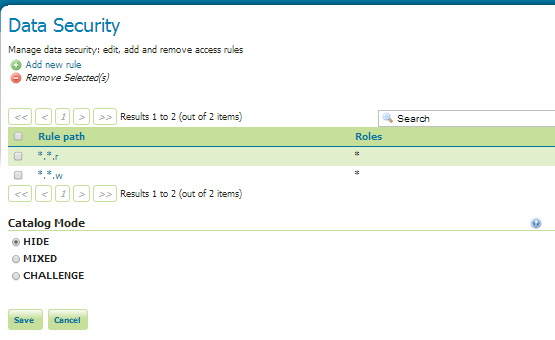 Data Security
Manage data security: edit, add and remove access rules
Add new rule
Remove Selected(s)
<< < 1 > >> Results 1 to 2 (out of 2 items) Search
Rule path Roles
*.*.r *
*.*.w *
<< < 1 > >> Results 1 to 2 (out of 2 items)
Catalog Mode
HIDE
MIXED
CHALLENGE
Save Cancel